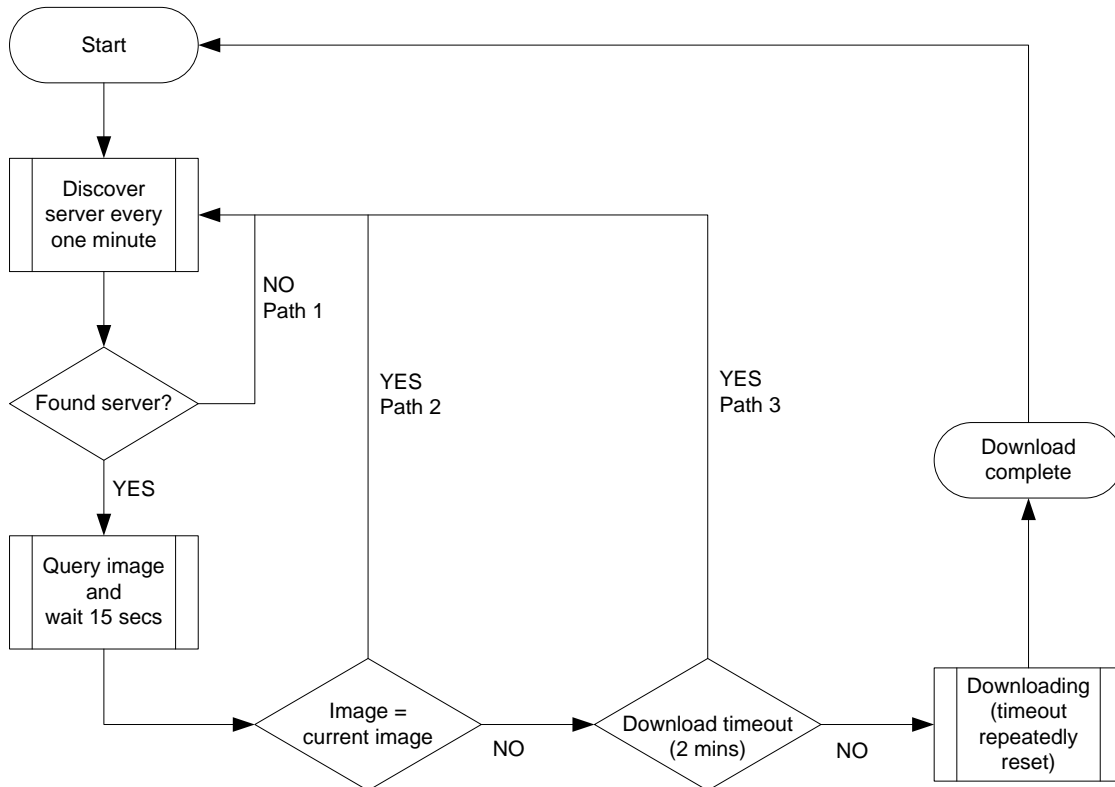 Start
Discover
server every
one minute
NO
Path 1
Found server?
YES
Path 2
YES
Path 3
Download
complete
YES
Query image
and
wait 15 secs
Image =
current image
NO
Download timeout
(2 mins)
NO
Downloading
(timeout
repeatedly
reset)